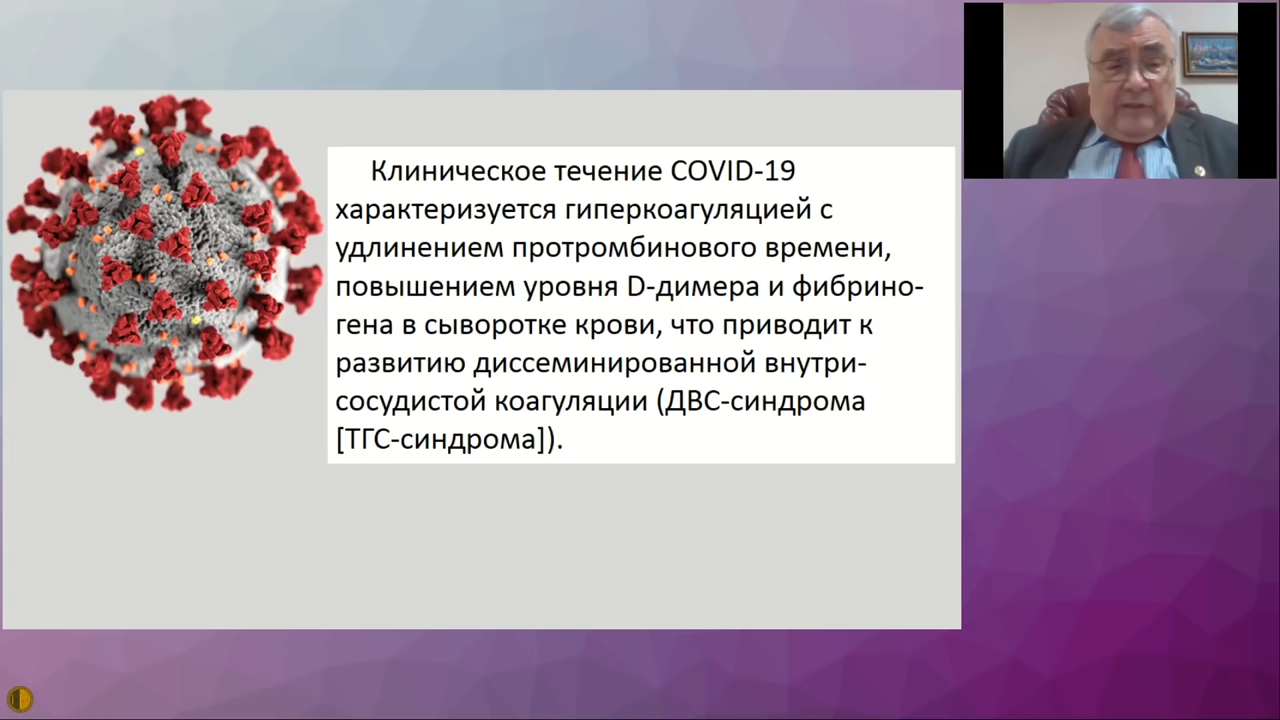 Клиническое течение COVID-19
характеризуется гиперкоагуляцией с
удлинением протромбинового времени,
повышением уровня D-димера и фибрино-
гена в сыворотке крови, что приводит к
развитию диссеминированной внутри-
сосудистой коагуляции (ДВС-синдрома
[ТГС-синдрома]).